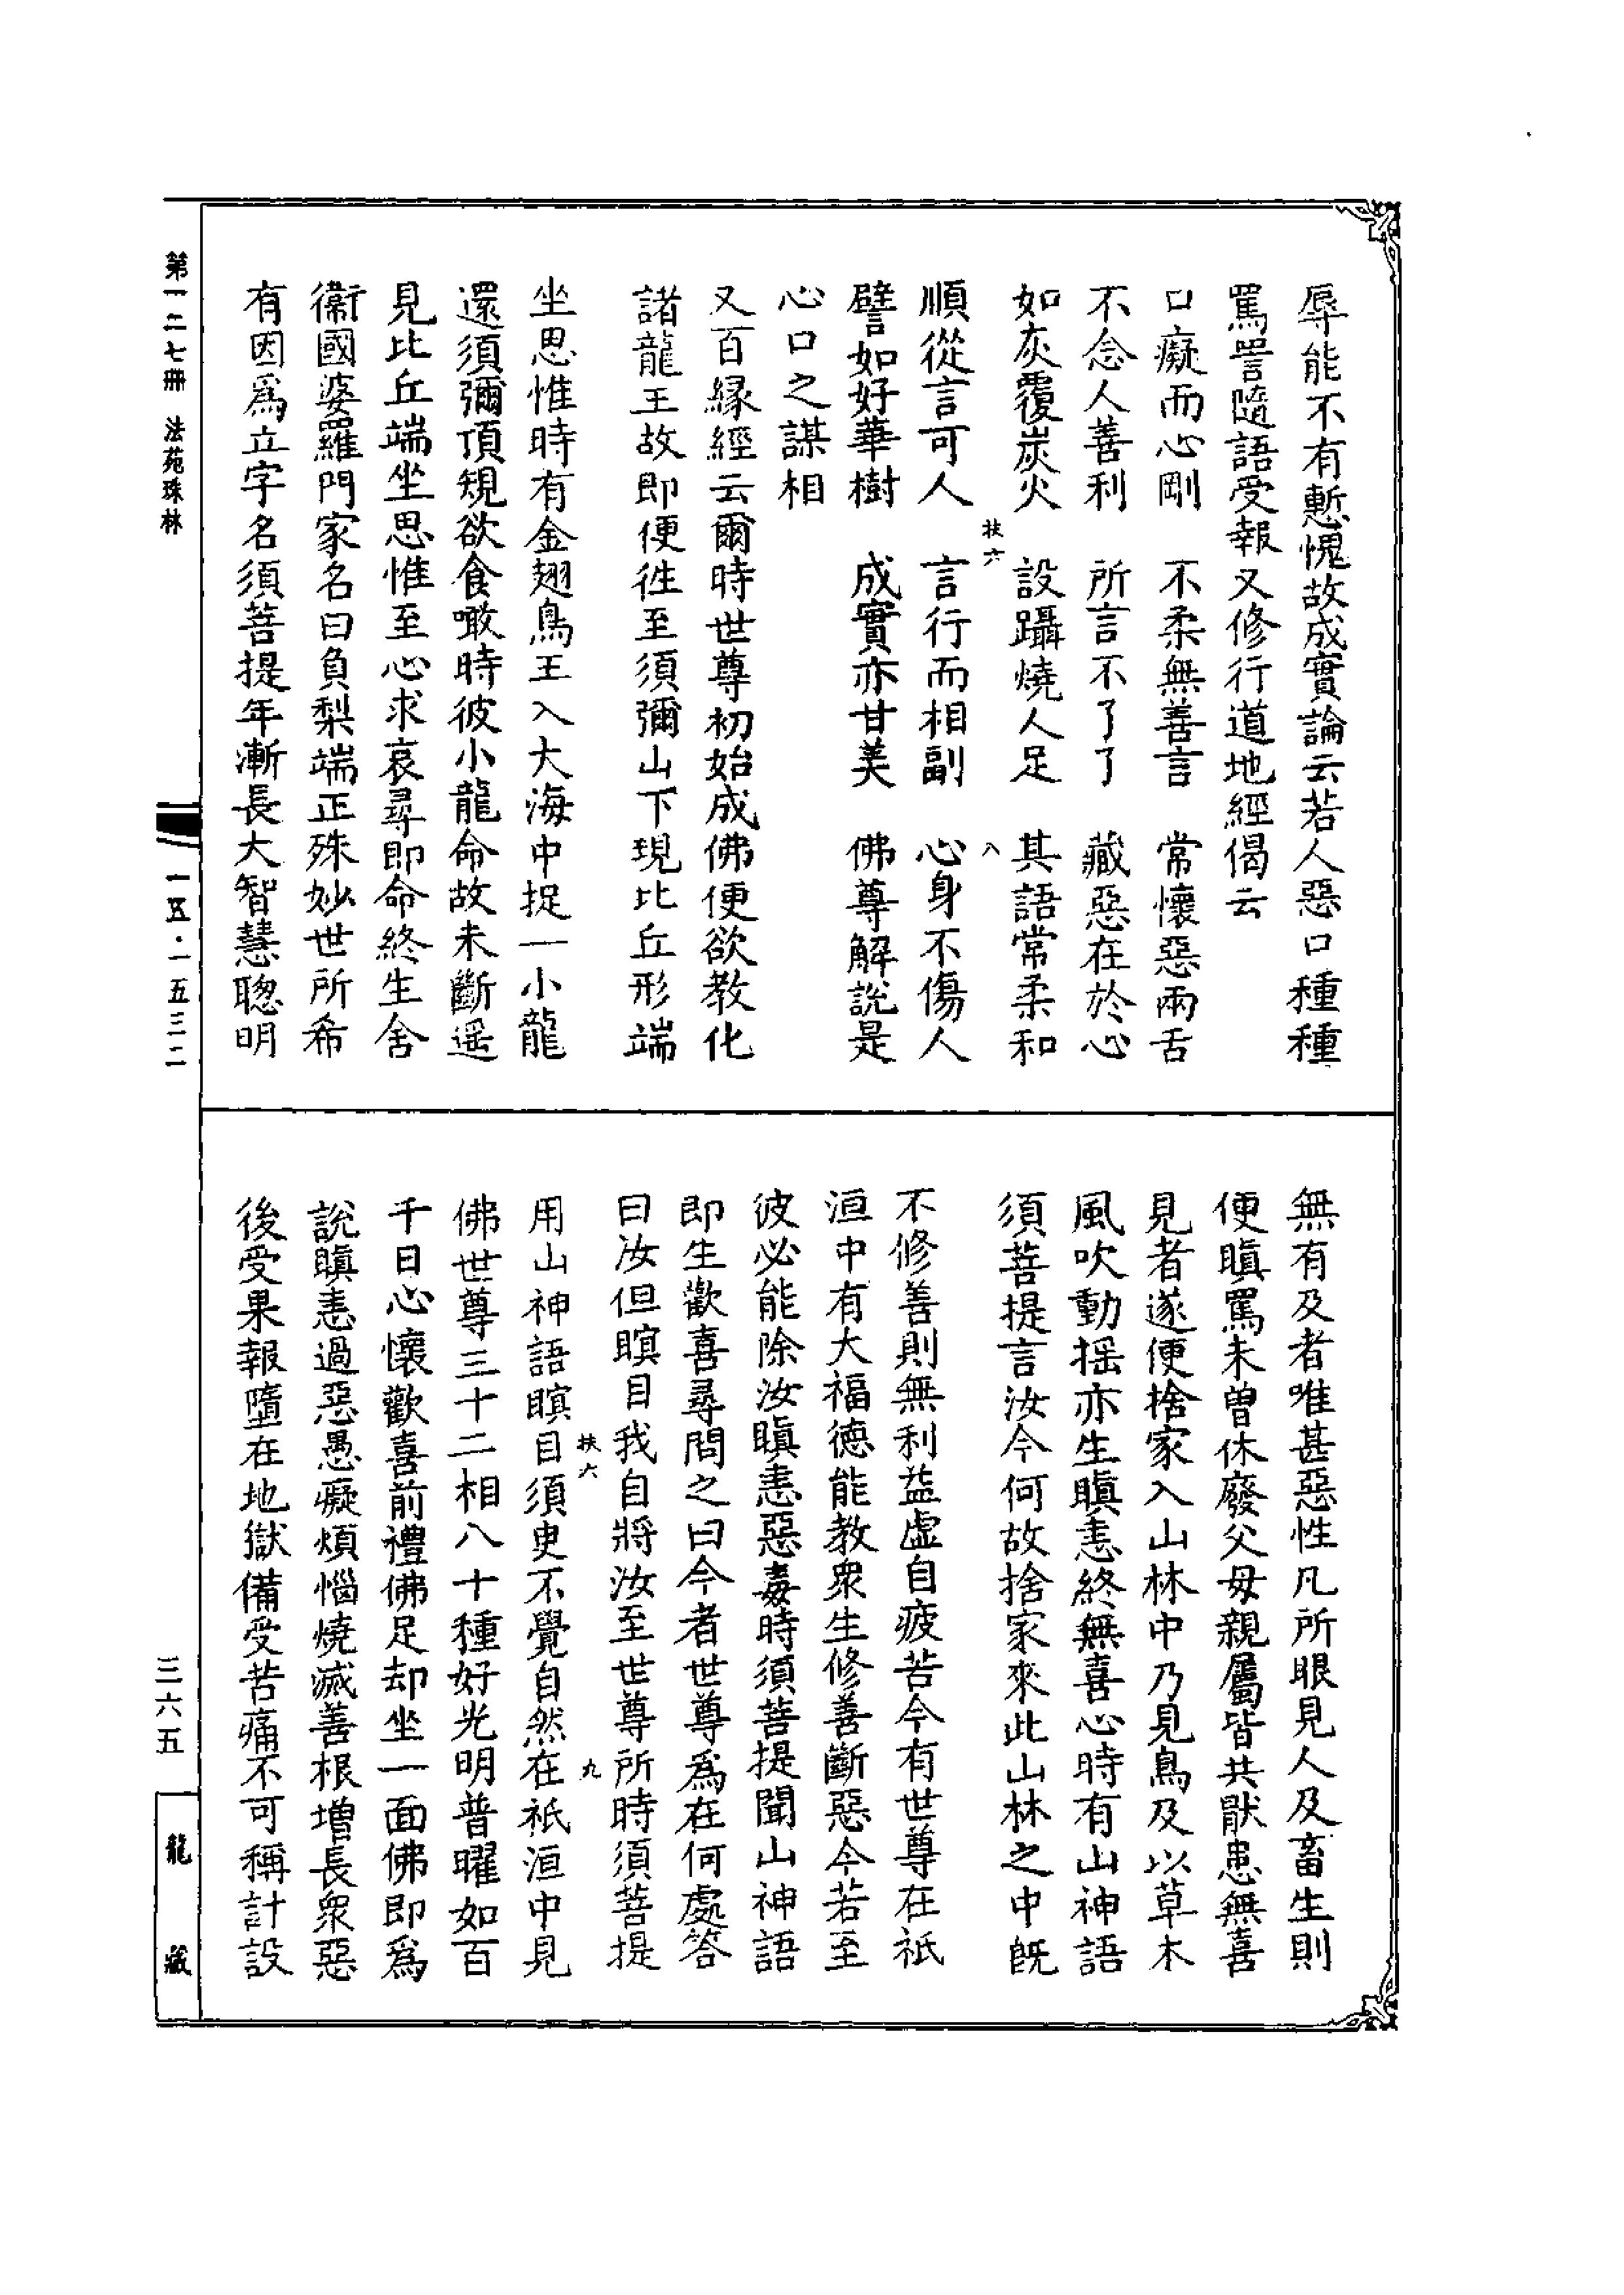 辱能不有慙愧故成實論云若人惡口種種
罵詈隨語受報又修行道地經偈云
口癡而心剛　不柔無善言　常懷惡兩舌
不念人善利　所言不了了　藏惡在於心
如灰覆炭火　設躡燒人足　其語常柔和
扶六　八
順從言可人　言行而相副　心身不傷人
譬如好華樹　成實亦甘美　佛尊解說是
心口之謀相
又百緣經云爾時世尊初始成佛便欲教化
諸龍王故即便徃至須彌山下現比丘形端
坐思惟時有金翅鳥王入大海中捉一小龍
還須彌頂規欲食噉時彼小龍命故未斷遥
見比丘端坐思惟至心求哀尋即命終生舍
衞國婆羅門家名曰負梨端正殊妙世所希
有因爲立字名須菩提年漸長大智慧聰明
無有及者唯甚惡性凡所眼見人及畜生則
便瞋罵未曾休廢父母親屬皆共猒患無喜
見者遂便捨家入山林中乃見鳥及以草木
風吹動揺亦生瞋恚終無喜心時有山神語
須菩提言汝今何故捨家來此山林之中旣
不修善則無利益虛自疲苦今有世尊在祇
洹中有大福德能教衆生修善斷惡今若至
彼必能除汝瞋恚惡毒時須菩提聞山神語
即生歡喜尋問之曰今者世尊爲在何處答
曰汝但瞑目我自將汝至世尊所時須菩提
扶六　九
用山神語瞑目須臾不覺自然在祇洹中見
佛世尊三十二相八十種好光明普曜如百
千日心懷歡喜前禮佛足却坐一面佛即爲
說瞋恚過惡愚癡煩惱燒滅善根增長衆惡
後受果報墮在地獄備受苦痛不可稱計設
第一二七冊　法苑珠林
一五·一五三二
三六五
龍藏